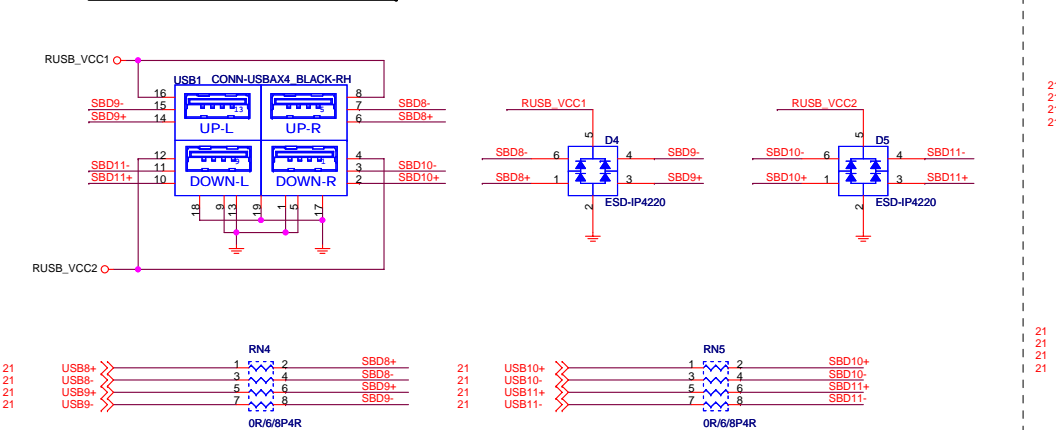 RUSB_VCC1
USB1 CONN-USBAX4_BLACK-RH
16 8
SBD9- 15 13 5 7 SBD8-
SBD9+ 14 6 SBD8+
UP-L UP-R
12 4
SBD11- 11 9 1 3 SBD10-
SBD11+ 10 2 SBD10+
DOWN-L DOWN-R
18 9 13 19 1 5 17
RUSB_VCC2
RUSB_VCC1
5 D4
SBD8- 6 4 SBD9-
SBD8+ 1 3 SBD9+
2 ESD-IP4220
RUSB_VCC2
5 D5
SBD10- 6 4 SBD11-
SBD10+ 1 3 SBD11+
2 ESD-IP4220
RN4
21 USB8+ 1 2 SBD8+
21 USB8- 3 4 SBD8-
21 USB9+ 5 6 SBD9+
21 USB9- 7 8 SBD9-
0R/6/8P4R
RN5
21 USB10+ 1 2 SBD10+
21 USB10- 3 4 SBD10-
21 USB11+ 5 6 SBD11+
21 USB11- 7 8 SBD11-
0R/6/8P4R
21
21
21
21